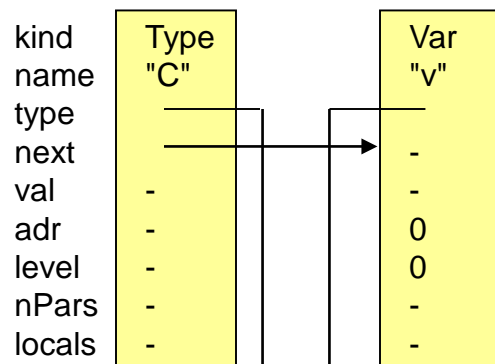 kind Type Var
name "C" "v"
type
next -
val - -
adr - 0
level - 0
nPars - -
locals - -